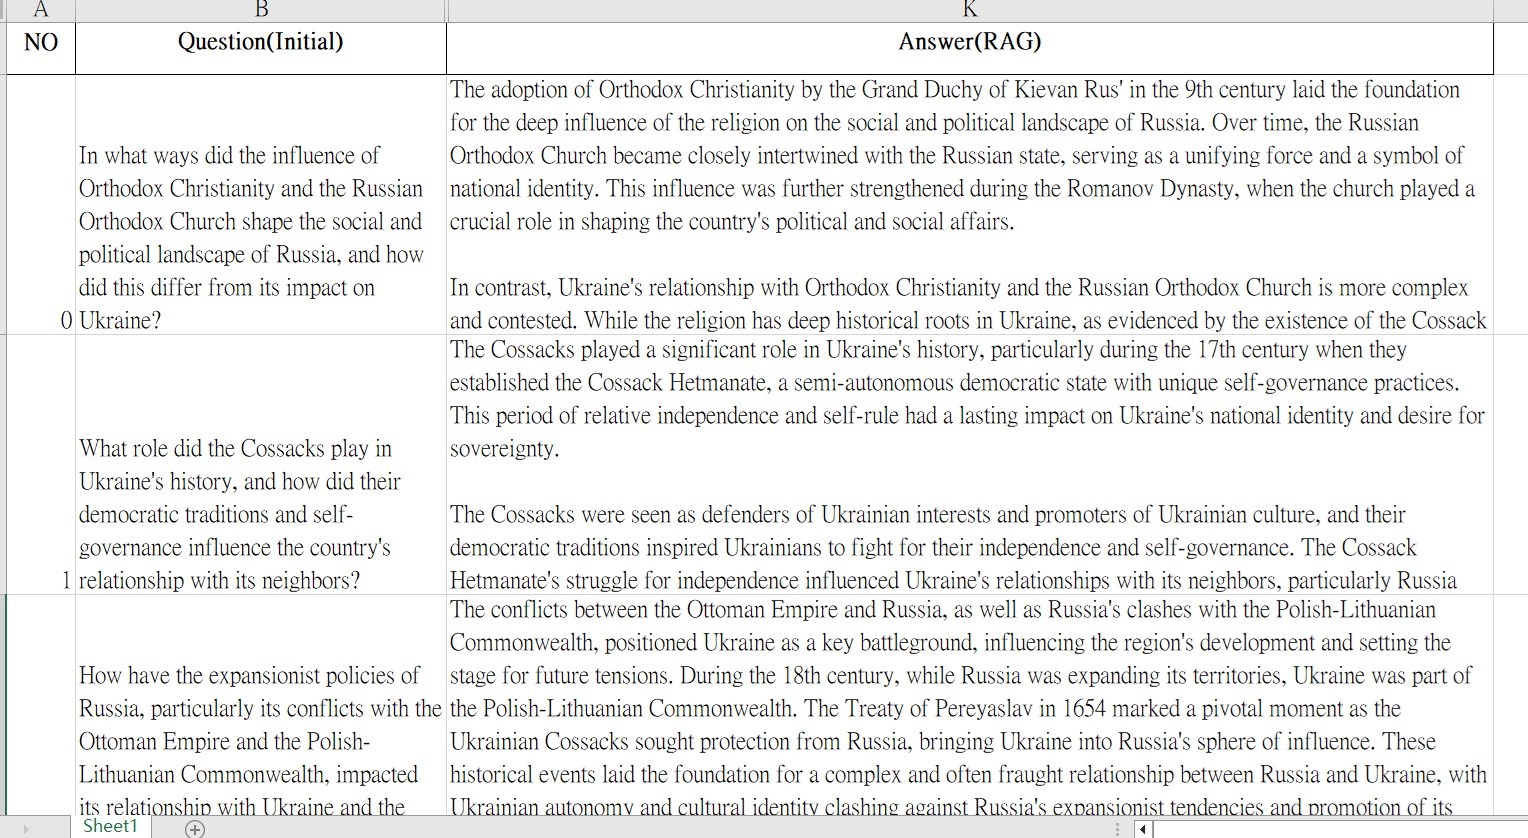 A B K
NO Question(Initial) Answer(RAG)
The adoption of Orthodox Christianity by the Grand Duchy of Kievan Rus' in the 9th century laid the foundation
for the deep influence of the religion on the social and political landscape of Russia. Over time, the Russian
Orthodox Church became closely intertwined with the Russian state, serving as a unifying force and a symbol of
national identity. This influence was further strengthened during the Romanov Dynasty, when the church played a
crucial role in shaping the country's political and social affairs.
In contrast, Ukraine's relationship with Orthodox Christianity and the Russian Orthodox Church is more complex
and contested. While the religion has deep historical roots in Ukraine, as evidenced by the existence of the Cossack
In what ways did the influence of
Orthodox Christianity and the Russian
Orthodox Church shape the social and
political landscape of Russia, and how
did this differ from its impact on
0 Ukraine?
The Cossacks played a significant role in Ukraine's history, particularly during the 17th century when they
established the Cossack Hetmanate, a semi-autonomous democratic state with unique self-governance practices.
This period of relative independence and self-rule had a lasting impact on Ukraine's national identity and desire for
sovereignty.
The Cossacks were seen as defenders of Ukrainian interests and promoters of Ukrainian culture, and their
democratic traditions inspired Ukrainians to fight for their independence and self-governance. The Cossack
Hetmanate's struggle for independence influenced Ukraine's relationships with its neighbors, particularly Russia
What role did the Cossacks play in
Ukraine's history, and how did their
democratic traditions and self-
governance influence the country's
1 relationship with its neighbors?
The conflicts between the Ottoman Empire and Russia, as well as Russia's clashes with the Polish-Lithuanian
Commonwealth, positioned Ukraine as a key battleground, influencing the region's development and setting the
stage for future tensions. During the 18th century, while Russia was expanding its territories, Ukraine was part of
the Polish-Lithuanian Commonwealth. The Treaty of Pereyaslav in 1654 marked a pivotal moment as the
Ukrainian Cossacks sought protection from Russia, bringing Ukraine into Russia's sphere of influence. These
historical events laid the foundation for a complex and often fraught relationship between Russia and Ukraine, with
Ukrainian autonomy and cultural identity clashing against Russia's expansionist tendencies and promotion of its
How have the expansionist policies of
Russia, particularly its conflicts with the
Ottoman Empire and the Polish-
Lithuanian Commonwealth, impacted
its relationship with Ukraine and the
Sheet1